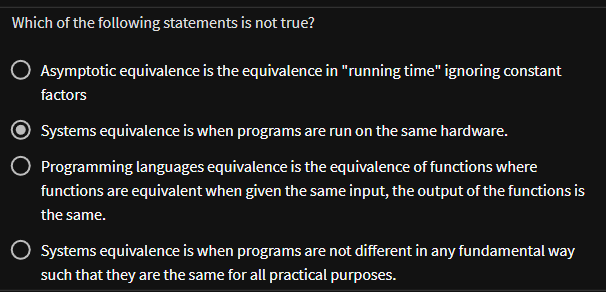 Which of the following statements is not true?
Asymptotic equivalence is the equivalence in "running time" ignoring constant
factors
Systems equivalence is when programs are run on the same hardware.
Programming languages equivalence is the equivalence of functions where
functions are equivalent when given the same input, the output of the functions is
the same.
Systems equivalence is when programs are not different in any fundamental way
such that they are the same for all practical purposes.